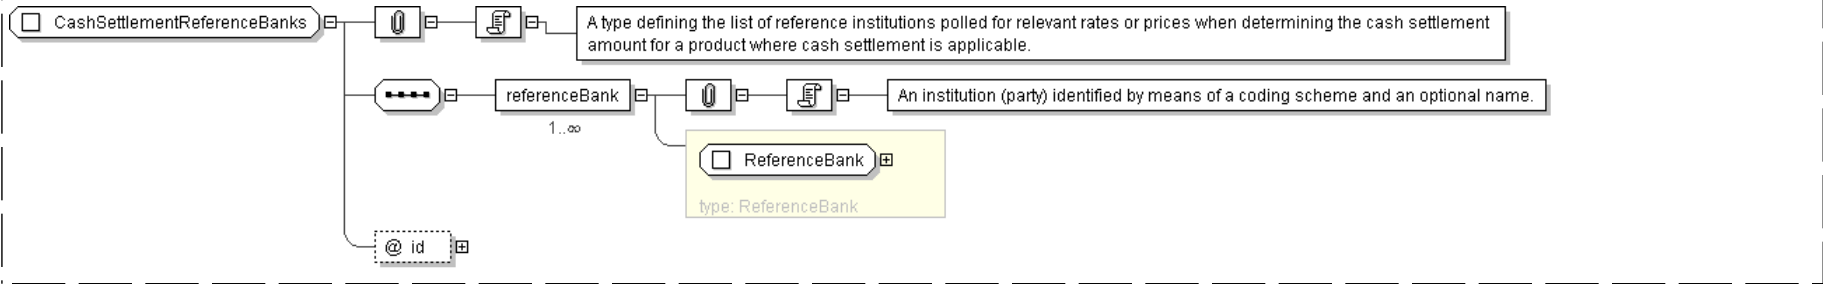 CashSettlementReferenceBanks
A type defining the list of reference institutions polled for relevant rates or prices when determining the cash settlement
amount for a product where cash settlement is applicable.
referenceBank
An institution (party) identified by means of a coding scheme and an optional name.
1..∞
ReferenceBank
type: ReferenceBank
@ id